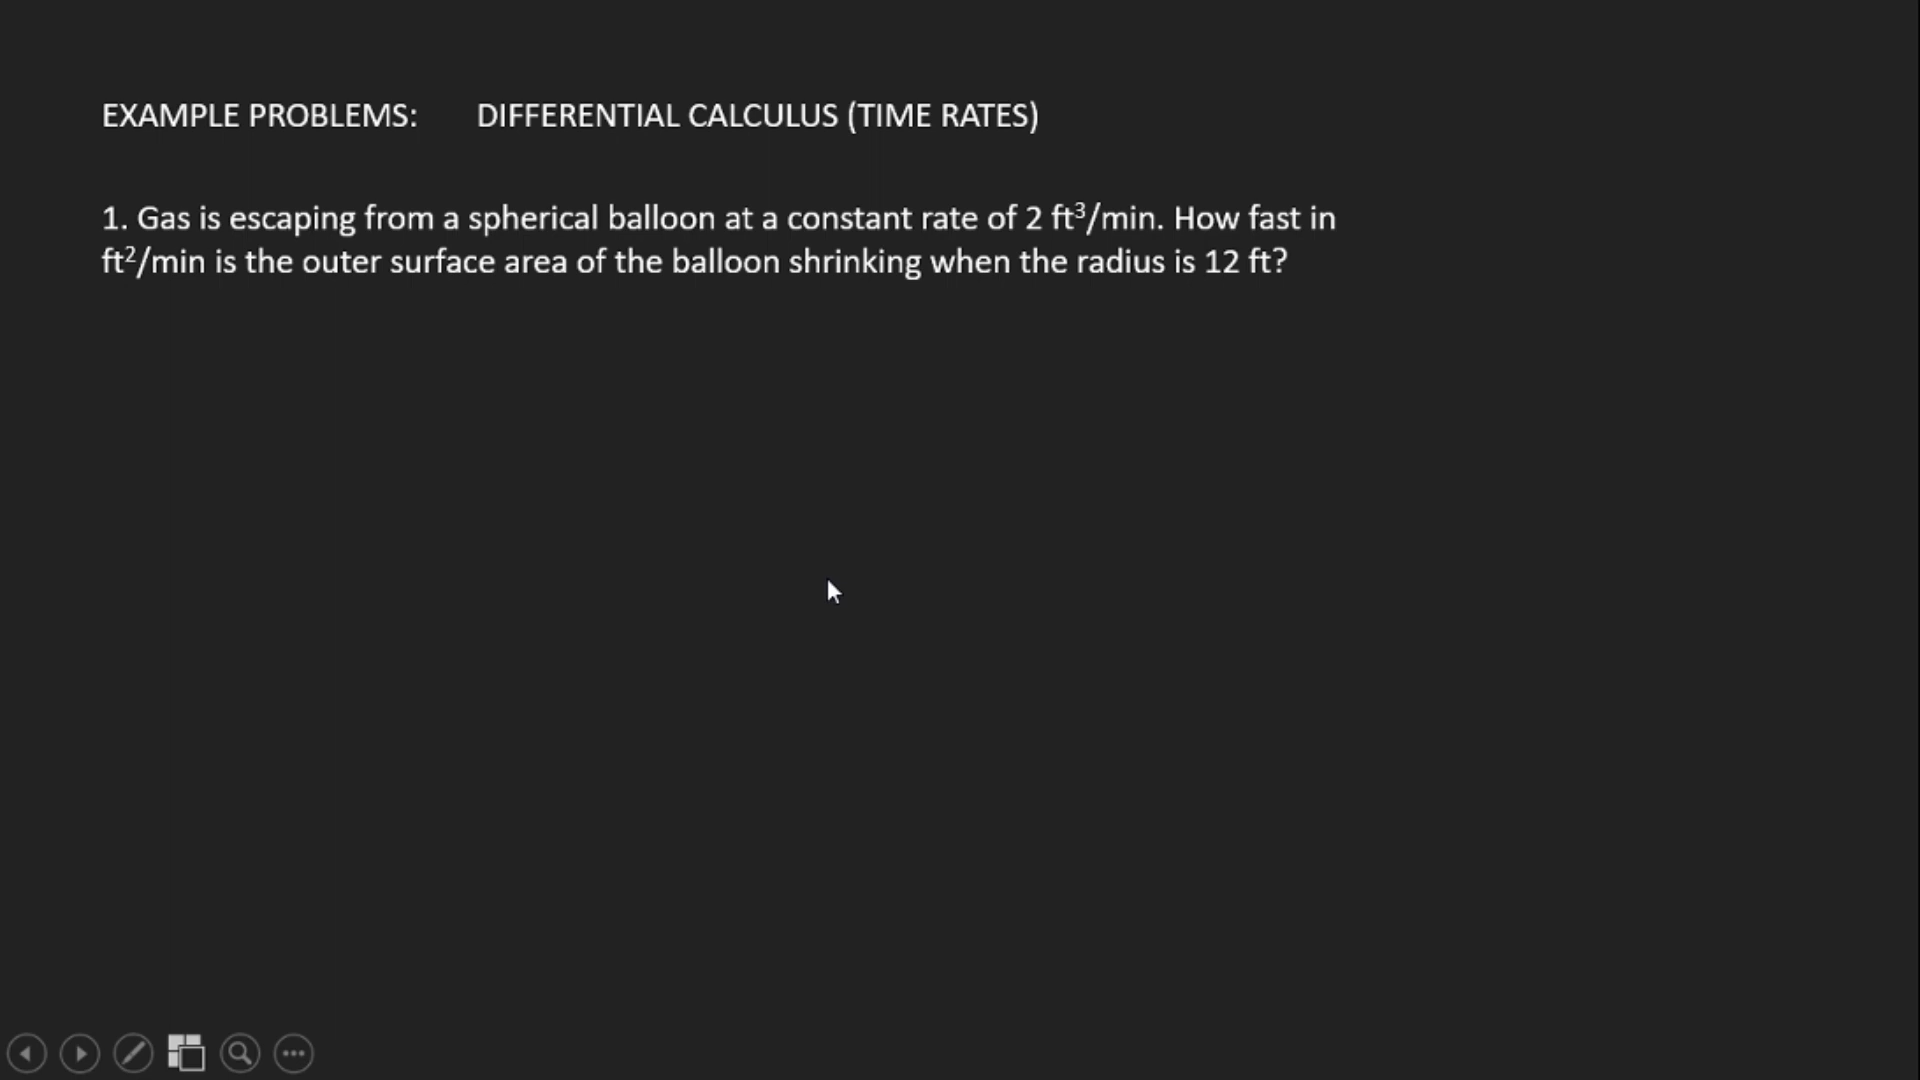 EXAMPLE PROBLEMS: DIFFERENTIAL CALCULUS (TIME RATES)
1. Gas is escaping from a spherical balloon at a constant rate of 2 ft³/min. How fast in
ft²/min is the outer surface area of the balloon shrinking when the radius is 12 ft?